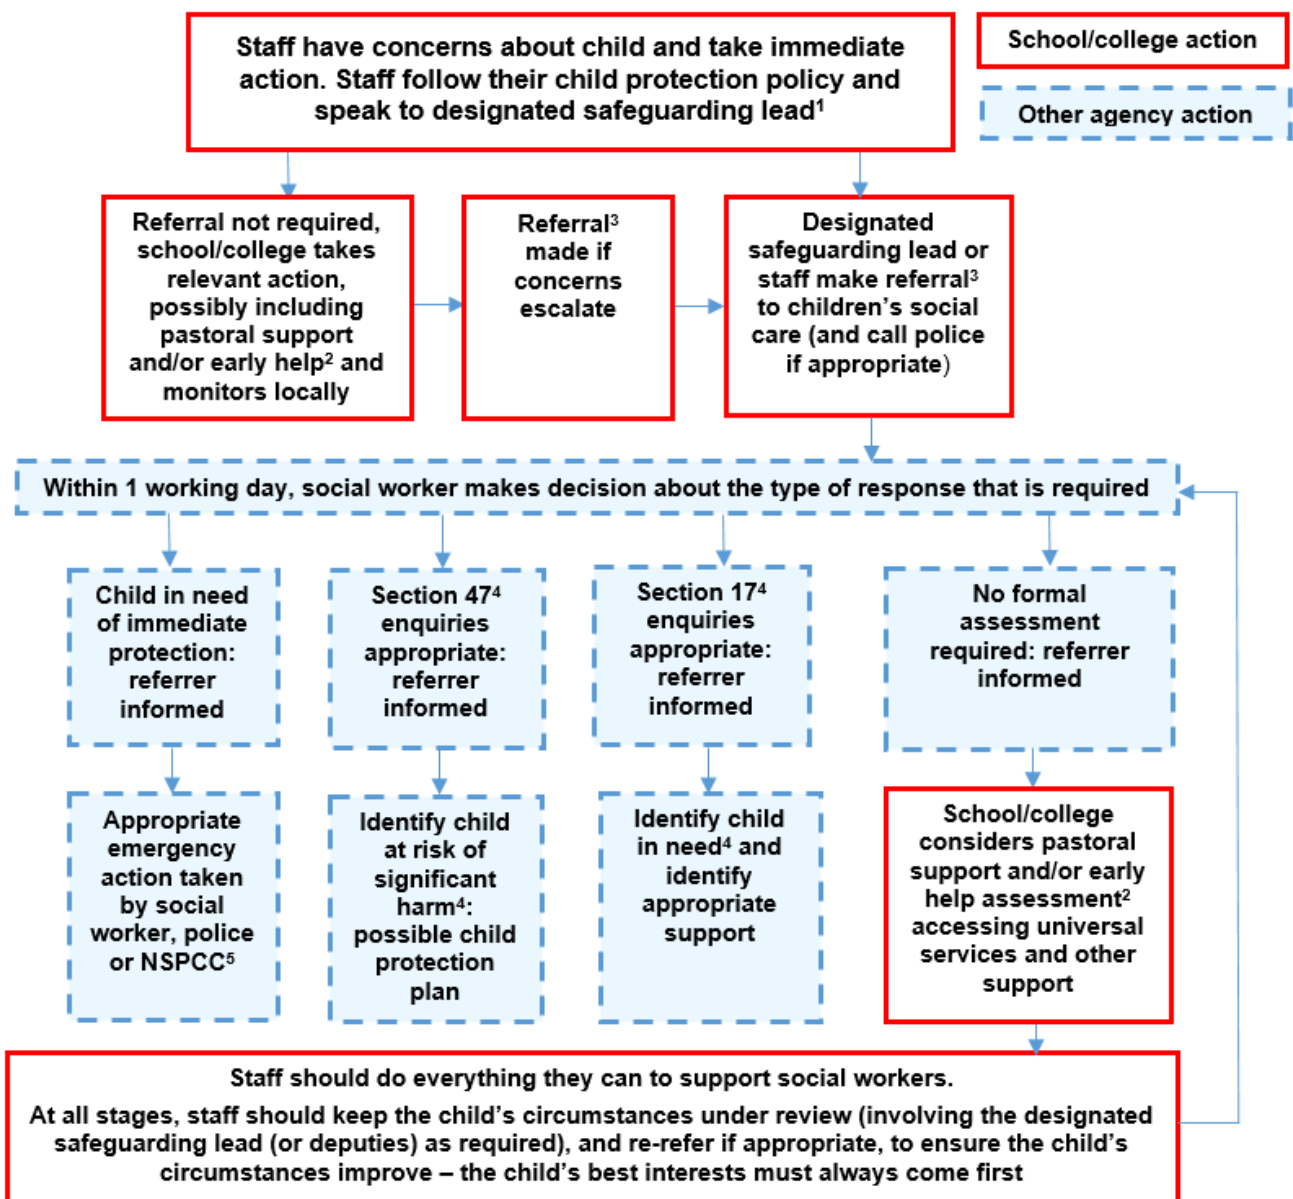 Staff have concerns about child and take immediate
action. Staff follow their child protection policy and
speak to designated safeguarding lead¹
School/college action
Other agency action
Referral not required,
school/college takes
relevant action,
possibly including
pastoral support
and/or early help² and
monitors locally
Referral³
made if
concerns
escalate
Designated
safeguarding lead or
staff make referral³
to children's social
care (and call police
if appropriate)
Within 1 working day, social worker makes decision about the type of response that is required
Child in need
of immediate
protection:
referrer
informed
Section 47⁴
enquiries
appropriate:
referrer
informed
Section 17⁴
enquiries
appropriate:
referrer
informed
No formal
assessment
required: referrer
informed
Appropriate
emergency
action taken
by social
worker, police
or NSPCC⁵
Identify child
at risk of
significant
harm⁴:
possible child
protection
plan
Identify child
in need⁴ and
identify
appropriate
support
School/college
considers pastoral
support and/or early
help assessment²
accessing universal
services and other
support
Staff should do everything they can to support social workers.
At all stages, staff should keep the child's circumstances under review (involving the designated
safeguarding lead (or deputies) as required), and re-refer if appropriate, to ensure the child's
circumstances improve – the child's best interests must always come first